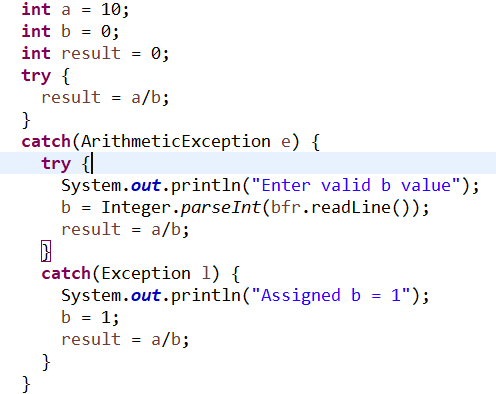 int a = 10;
int b = 0;
int result = 0;
try {
  result = a/b;
}
catch(ArithmeticException e) {
  try {
    System.out.println("Enter valid b value");
    b = Integer.parseInt(bfr.readLine());
    result = a/b;
  }
  catch(Exception l) {
    System.out.println("Assigned b = 1");
    b = 1;
    result = a/b;
  }
}